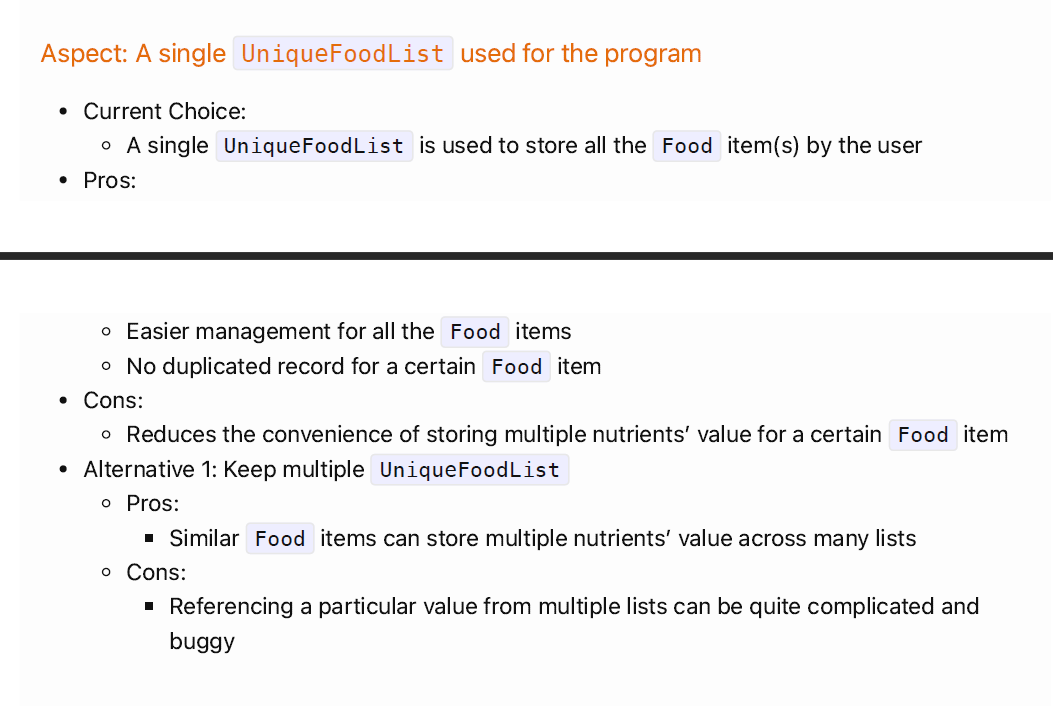 Aspect: A single UniqueFoodList used for the program
Current Choice:
A single UniqueFoodList is used to store all the Food item(s) by the user
Pros:
Easier management for all the Food items
No duplicated record for a certain Food item
Cons:
Reduces the convenience of storing multiple nutrients’ value for a certain Food item
Alternative 1: Keep multiple UniqueFoodList
Pros:
Similar Food items can store multiple nutrients’ value across many lists
Cons:
Referencing a particular value from multiple lists can be quite complicated and
buggy